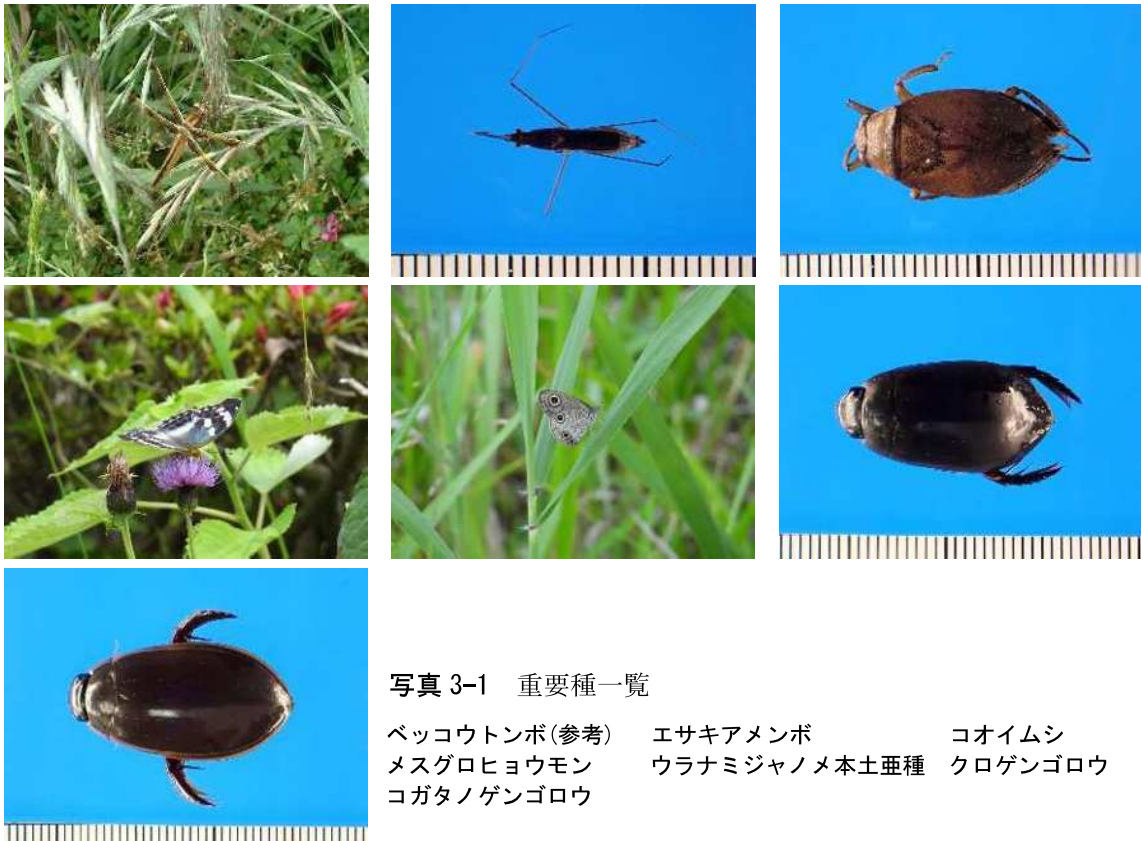 写真 3-1　重要種一覧
ベッコウトンボ(参考)　エサキアメンボ　コオイムシ
メスグロヒョウモン　ウラナミジャノメ本土亜種　クロゲンゴロウ
コガタノゲンゴロウ